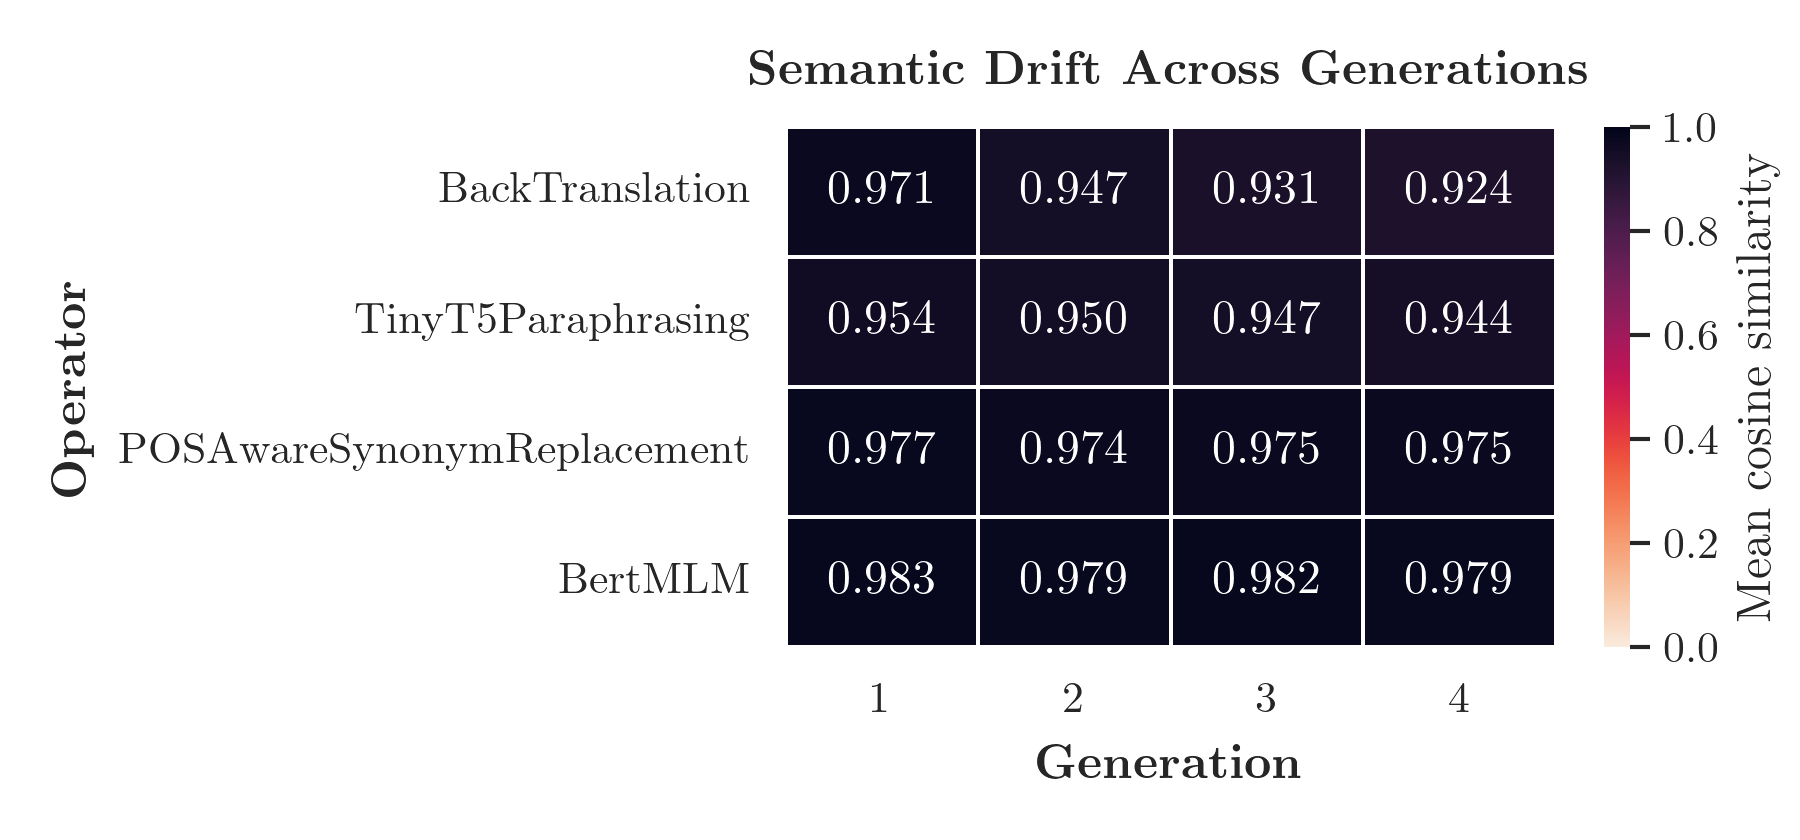 Semantic Drift Across Generations
Operator
BackTranslation 0.971 0.947 0.931 0.924
TinyT5Paraphrasing 0.954 0.950 0.947 0.944
POSAwareSynonymReplacement 0.977 0.974 0.975 0.975
BertMLM 0.983 0.979 0.982 0.979
1 2 3 4
Generation
1.0
0.8
0.6
0.4
0.2
0.0
Mean cosine similarity